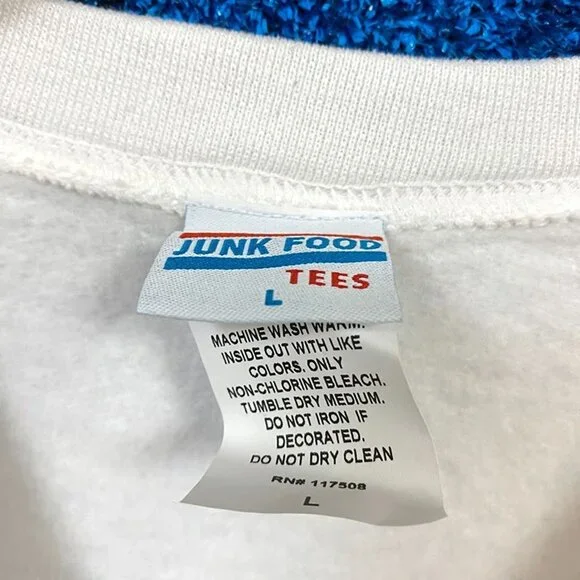 JUNK FOOD
TEES
L
MACHINE WASH WARM.
INSIDE OUT WITH LIKE
COLORS. ONLY
NON-CHLORINE BLEACH.
TUMBLE DRY MEDIUM.
DO NOT IRON IF
DECORATED.
DO NOT DRY CLEAN
RN# 117508
L